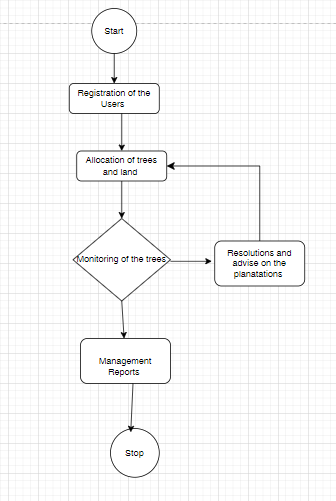 Start
Registration of the
Users
Allocation of trees
and land
Monitoring of the trees
Resolutions and
advise on the
planatations
Management
Reports
Stop